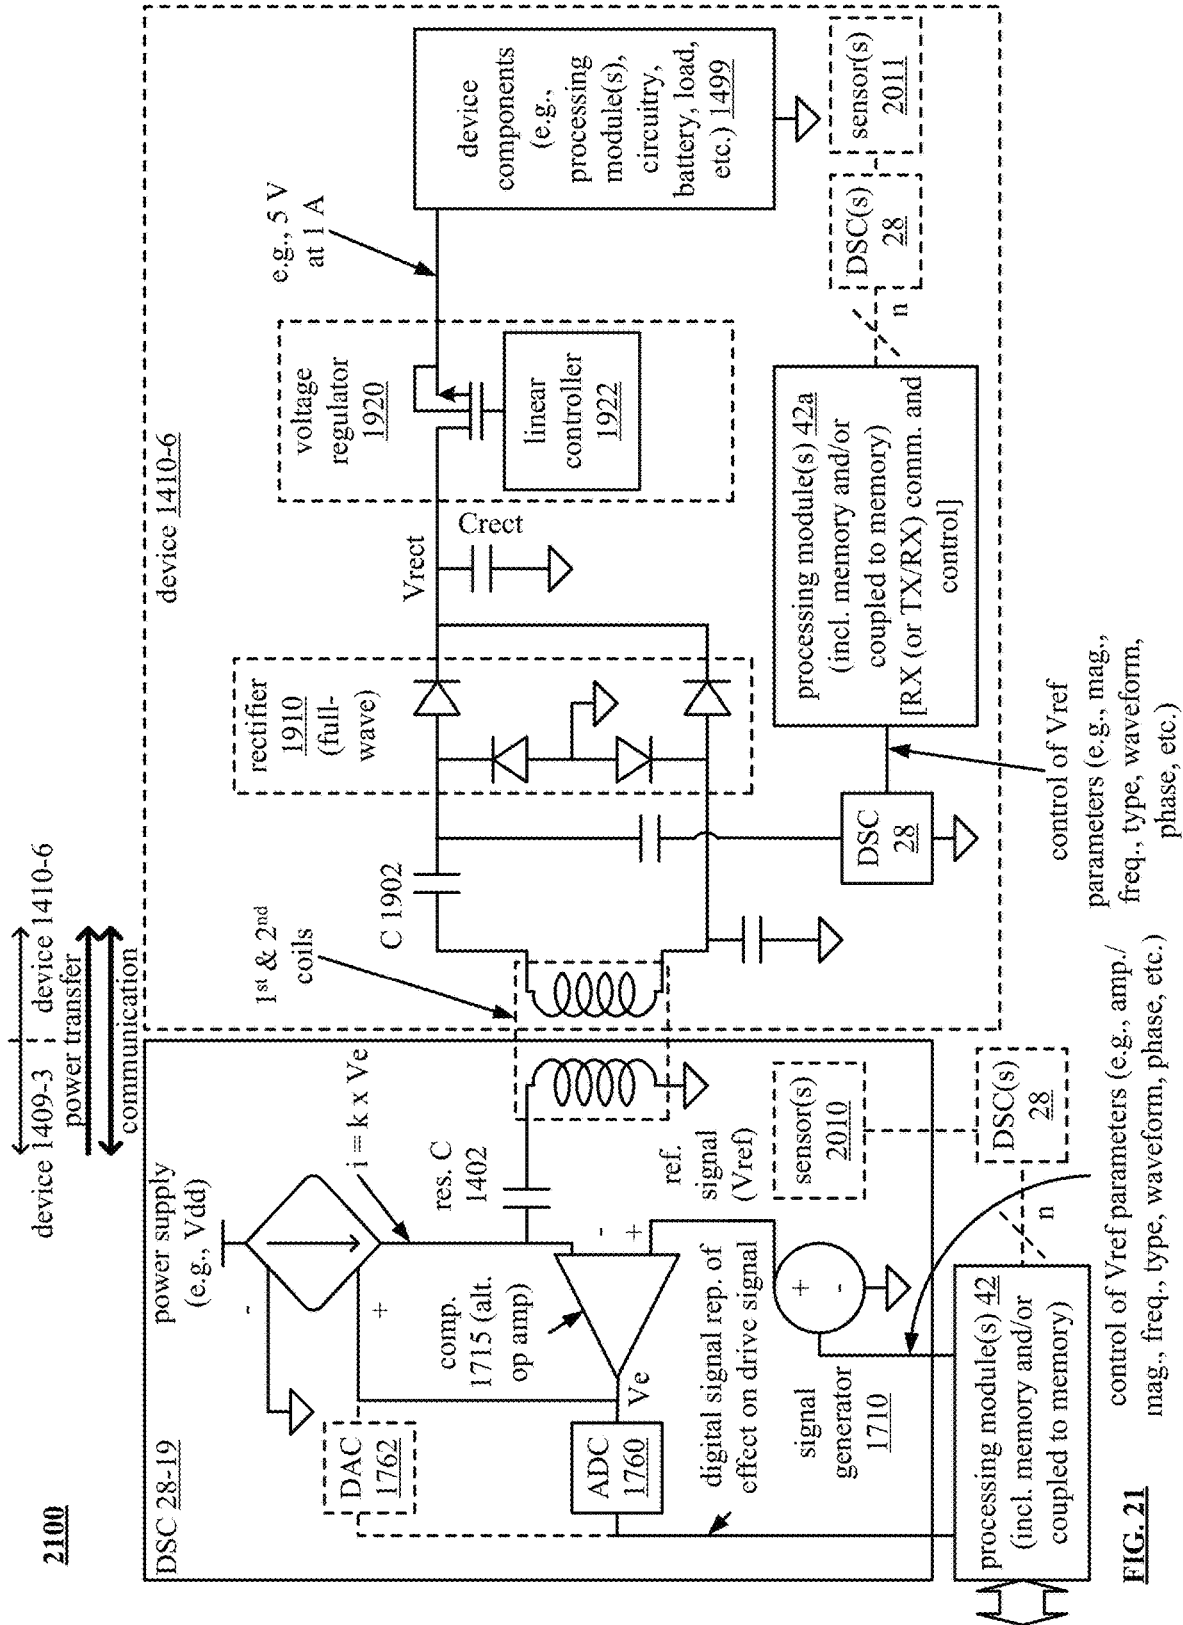 2100
device 1409-3
device 1410-6
power transfer
communication
DSC 28-19
power supply
(e.g., Vdd)
-
+
i = k x Ve
DAC
1762
comp.
1715 (alt.
op amp)
-
+
Ve
ADC
1760
res. C
1402
ref.
signal
(Vref)
digital signal rep. of
effect on drive signal
signal
generator
1710
+
-
sensor(s)
2010
DSC(s)
28
n
processing module(s) 42
(incl. memory and/or
coupled to memory)
control of Vref parameters (e.g., amp./
mag., freq., type, waveform, phase, etc.)
1st & 2nd
coils
device 1410-6
C 1902
rectifier
1910
(full-
wave)
Vrect
Crect
voltage
regulator
1920
linear
controller
1922
e.g., 5 V
at 1 A
device
components
(e.g.,
processing
module(s),
circuitry,
battery, load,
etc.) 1499
DSC
28
processing module(s) 42a
(incl. memory and/or
coupled to memory)
[RX (or TX/RX) comm. and
control]
n
DSC(s)
28
sensor(s)
2011
control of Vref
parameters (e.g., mag.,
freq., type, waveform,
phase, etc.)
FIG. 21